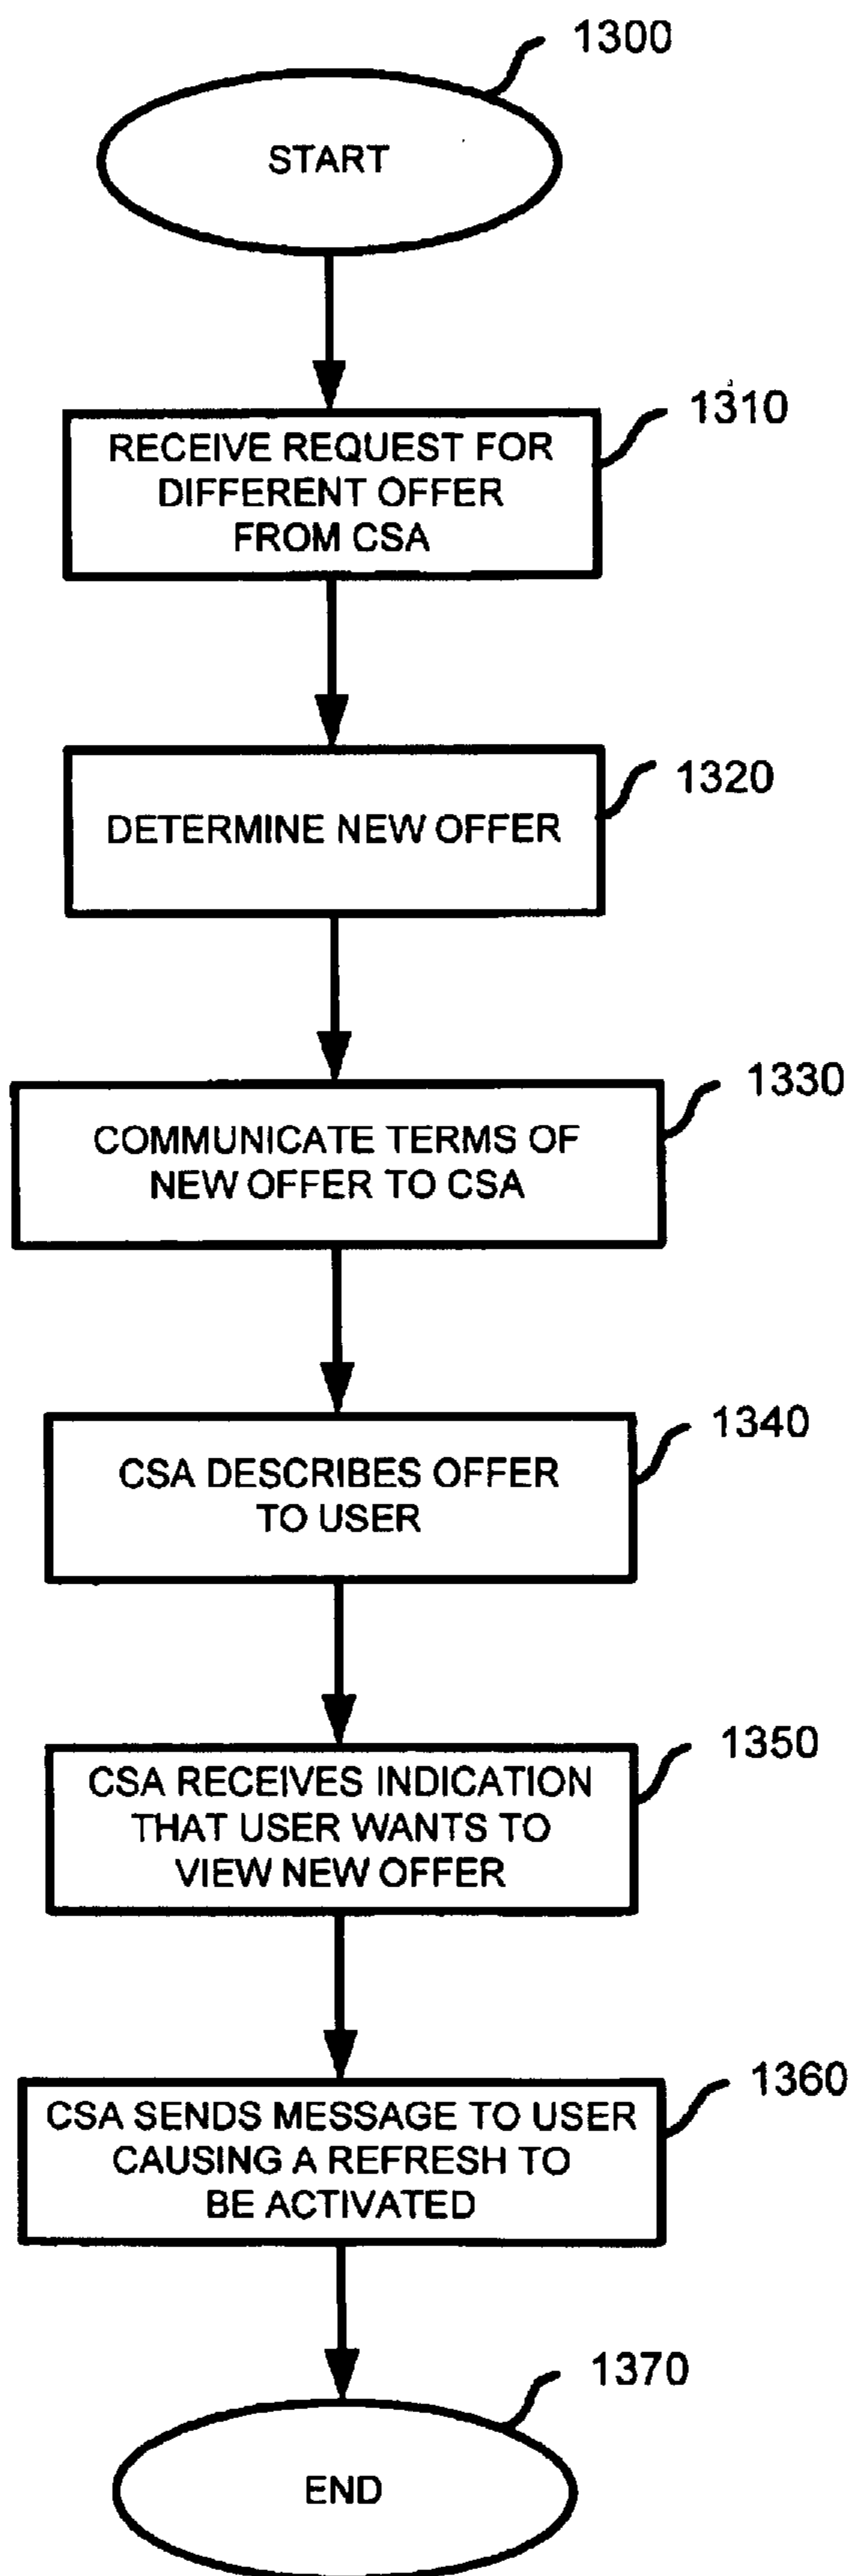 1300
START
1310
RECEIVE REQUEST FOR
DIFFERENT OFFER
FROM CSA
1320
DETERMINE NEW OFFER
1330
COMMUNICATE TERMS OF
NEW OFFER TO CSA
1340
CSA DESCRIBES OFFER
TO USER
1350
CSA RECEIVES INDICATION
THAT USER WANTS TO
VIEW NEW OFFER
1360
CSA SENDS MESSAGE TO USER
CAUSING A REFRESH TO
BE ACTIVATED
1370
END